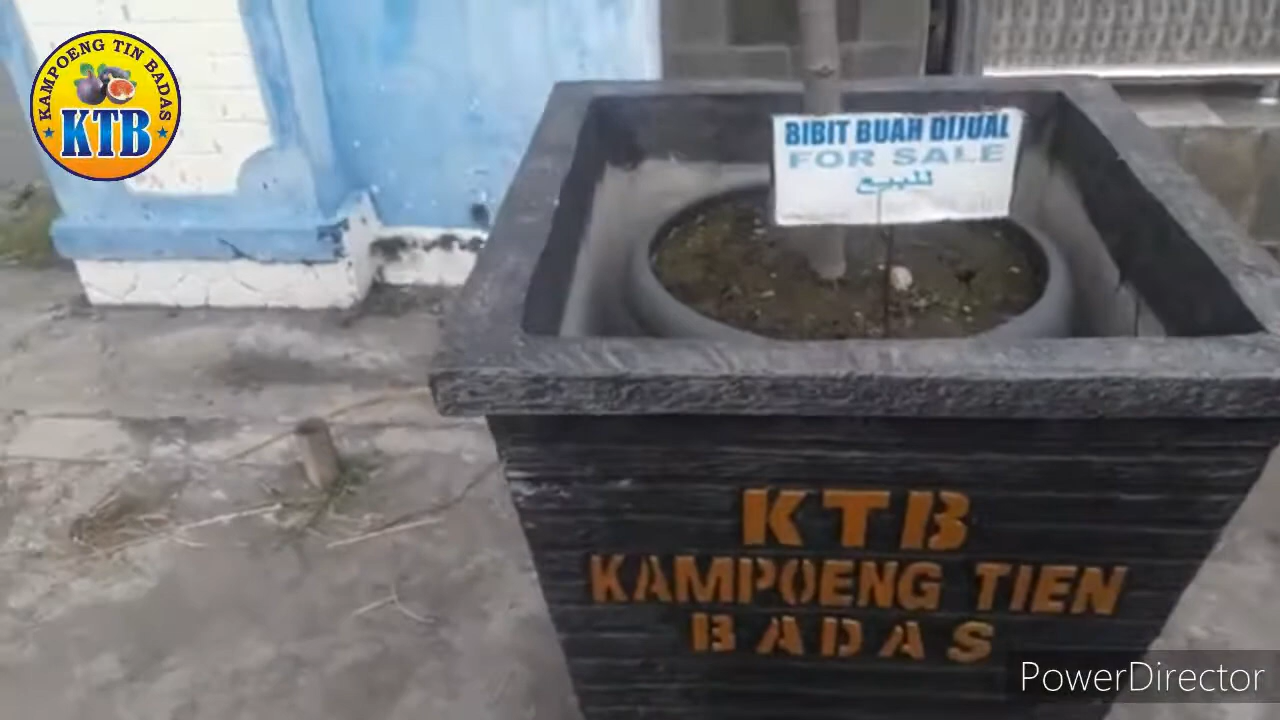 KAMPOENG TIN BADAS
KTB
BIBIT BUAH DIJUAL
FOR SALE
للبيع
KTB
KAMPOENG TIEN
BADAS
PowerDirector